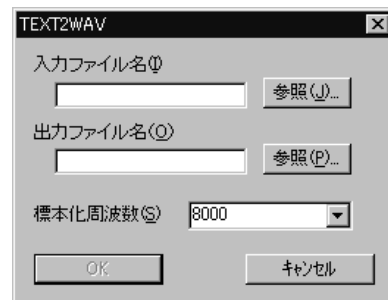 TEXT2WAV
入力ファイル名(I)
参照(J)...
出力ファイル名(O)
参照(P)...
標本化周波数(S)
8000
OK
キャンセル